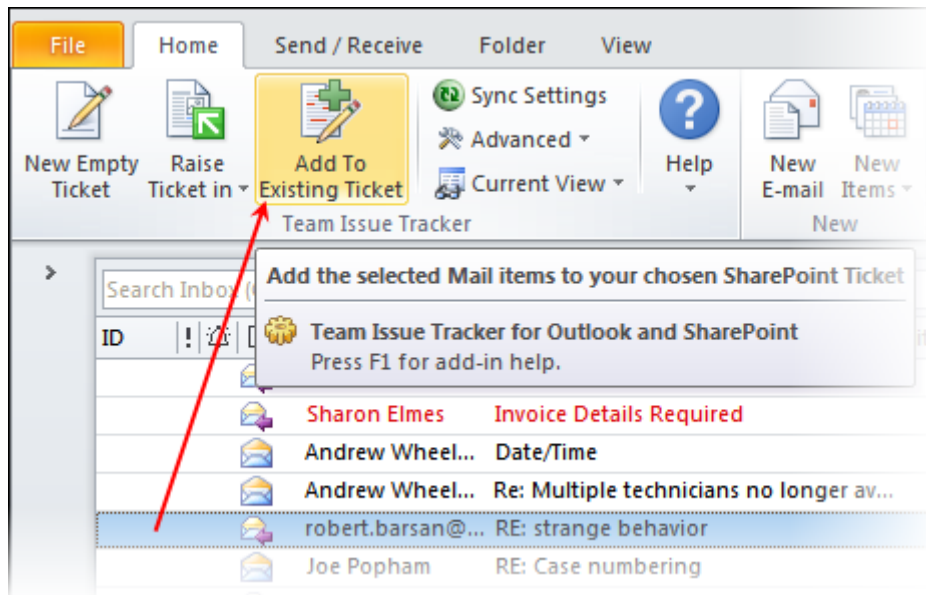 File Home Send / Receive Folder View
New Empty Ticket
Raise Ticket in
Add To Existing Ticket
Sync Settings
Advanced
Current View
Help
New E-mail
New Items
Team Issue Tracker
New
Add the selected Mail items to your chosen SharePoint Ticket
Search Inbox
Team Issue Tracker for Outlook and SharePoint
Press F1 for add-in help.
ID !
Sharon Elmes Invoice Details Required
Andrew Wheel... Date/Time
Andrew Wheel... Re: Multiple technicians no longer av...
robert.barsan@... RE: strange behavior
Joe Popham RE: Case numbering